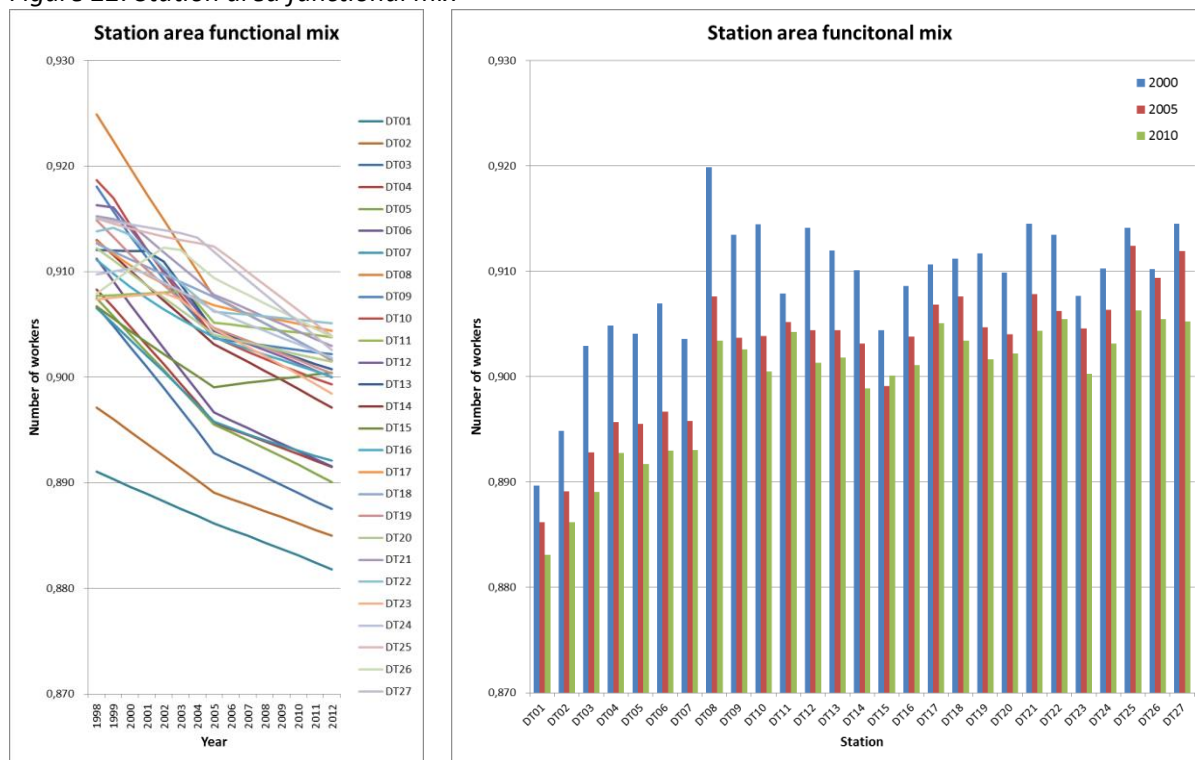 Figure 22: Station area functional mix
Station area functional mix
0,930
0,920
0,910
0,900
0,890
0,880
0,870
Number of workers
1998
1999
2000
2001
2002
2003
2004
2005
2006
2007
2008
2009
2010
2011
2012
Year
DT01
DT02
DT03
DT04
DT05
DT06
DT07
DT08
DT09
DT10
DT11
DT12
DT13
DT14
DT15
DT16
DT17
DT18
DT19
DT20
DT21
DT22
DT23
DT24
DT25
DT26
DT27
Station area funcitonal mix
0,930
0,920
0,910
0,900
0,890
0,880
0,870
Number of workers
2000
2005
2010
DT01
DT02
DT03
DT04
DT05
DT06
DT07
DT08
DT09
DT10
DT11
DT12
DT13
DT14
DT15
DT16
DT17
DT18
DT19
DT20
DT21
DT22
DT23
DT24
DT25
DT26
DT27
Station